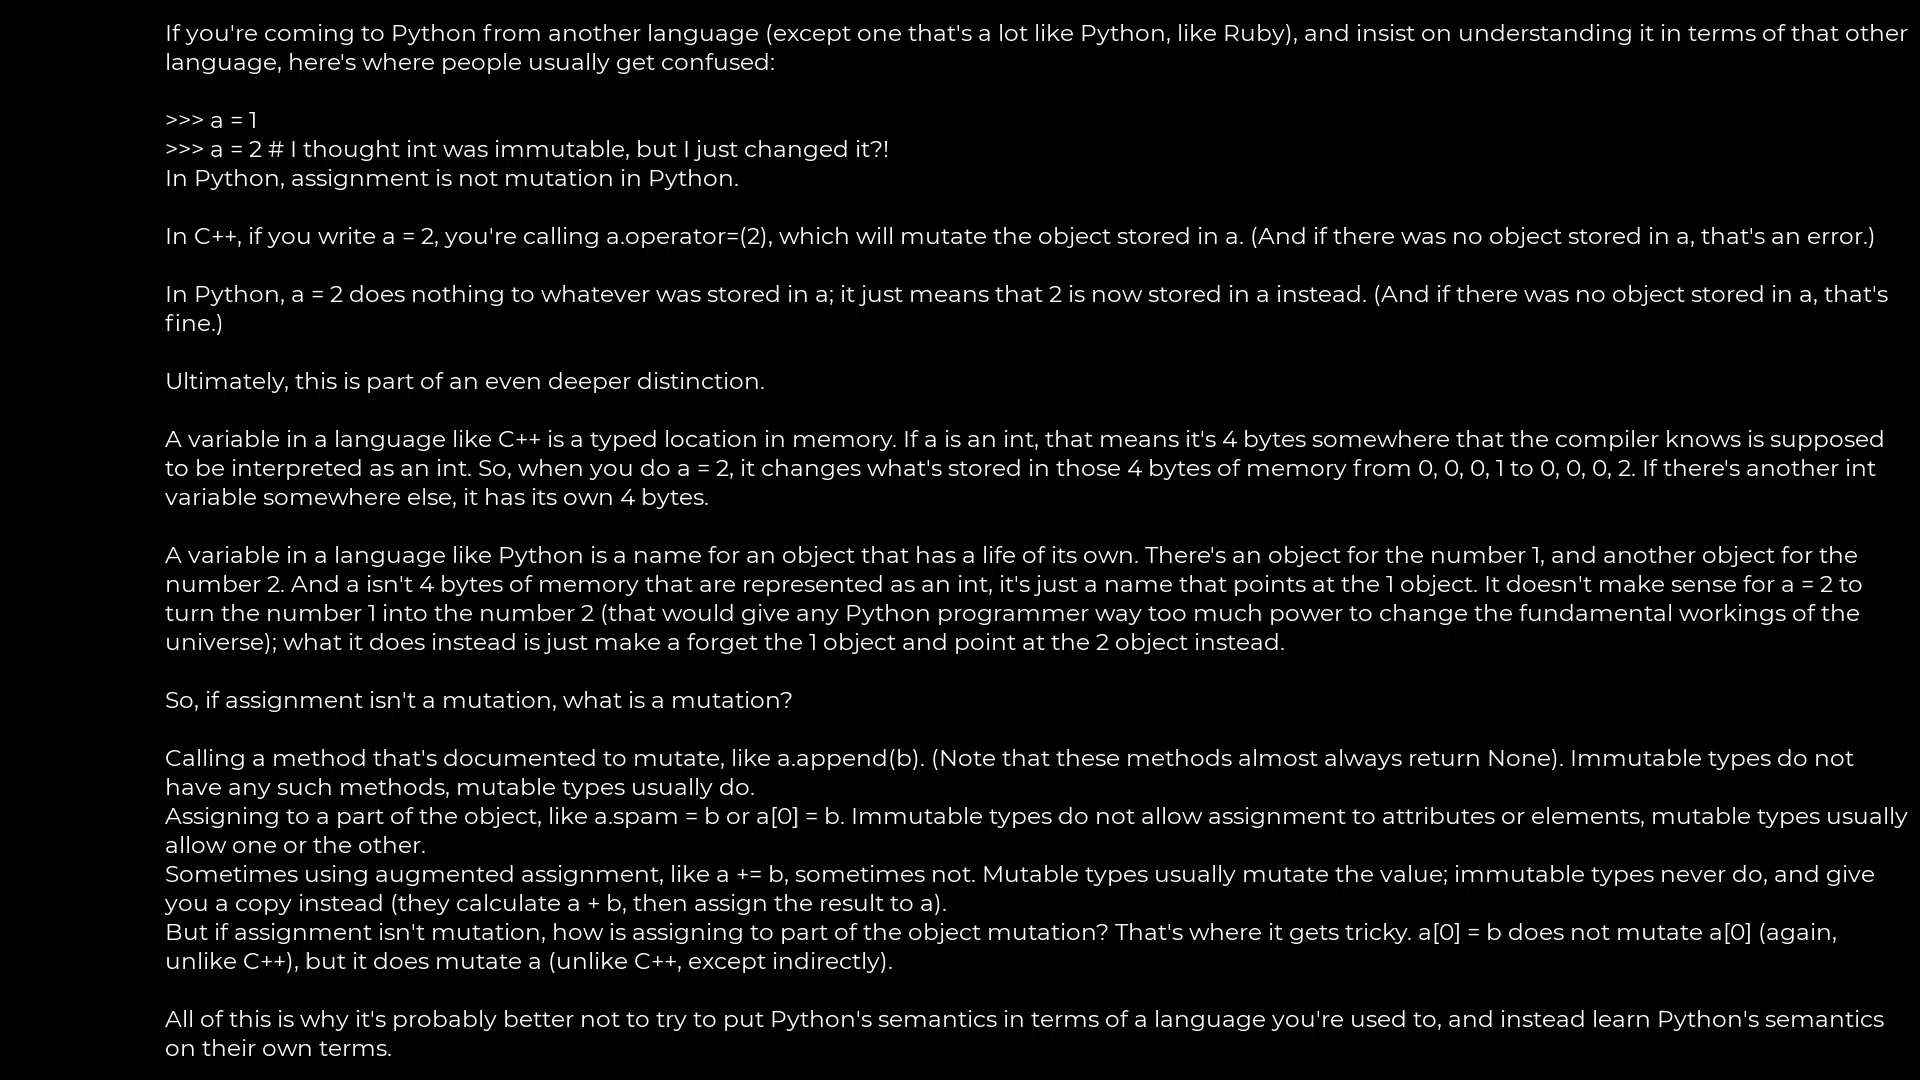 If you're coming to Python from another language (except one that's a lot like Python, like Ruby), and insist on understanding it in terms of that other
language, here's where people usually get confused:
>>> a = 1
>>> a = 2 # I thought int was immutable, but I just changed it?!
In Python, assignment is not mutation in Python.
In C++, if you write a = 2, you're calling a.operator=(2), which will mutate the object stored in a. (And if there was no object stored in a, that's an error.)
In Python, a = 2 does nothing to whatever was stored in a; it just means that 2 is now stored in a instead. (And if there was no object stored in a, that's
fine.)
Ultimately, this is part of an even deeper distinction.
A variable in a language like C++ is a typed location in memory. If a is an int, that means it's 4 bytes somewhere that the compiler knows is supposed
to be interpreted as an int. So, when you do a = 2, it changes what's stored in those 4 bytes of memory from 0, 0, 0, 1 to 0, 0, 0, 2. If there's another int
variable somewhere else, it has its own 4 bytes.
A variable in a language like Python is a name for an object that has a life of its own. There's an object for the number 1, and another object for the
number 2. And a isn't 4 bytes of memory that are represented as an int, it's just a name that points at the 1 object. It doesn't make sense for a = 2 to
turn the number 1 into the number 2 (that would give any Python programmer way too much power to change the fundamental workings of the
universe); what it does instead is just make a forget the 1 object and point at the 2 object instead.
So, if assignment isn't a mutation, what is a mutation?
Calling a method that's documented to mutate, like a.append(b). (Note that these methods almost always return None). Immutable types do not
have any such methods, mutable types usually do.
Assigning to a part of the object, like a.spam = b or a[0] = b. Immutable types do not allow assignment to attributes or elements, mutable types usually
allow one or the other.
Sometimes using augmented assignment, like a += b, sometimes not. Mutable types usually mutate the value; immutable types never do, and give
you a copy instead (they calculate a + b, then assign the result to a).
But if assignment isn't mutation, how is assigning to part of the object mutation? That's where it gets tricky. a[0] = b does not mutate a[0] (again,
unlike C++), but it does mutate a (unlike C++, except indirectly).
All of this is why it's probably better not to try to put Python's semantics in terms of a language you're used to, and instead learn Python's semantics
on their own terms.